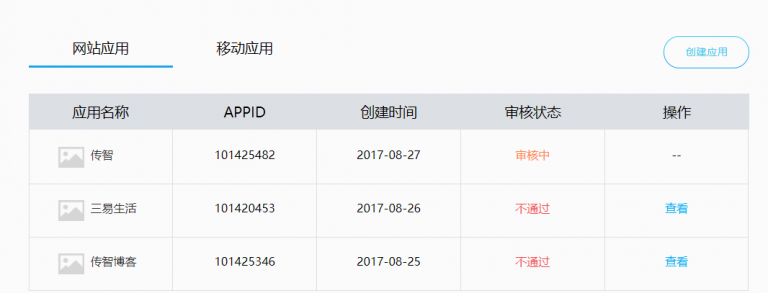 网站应用 移动应用 创建应用
应用名称 APPID 创建时间 审核状态 操作
传智 101425482 2017-08-27 审核中 --
三易生活 101420453 2017-08-26 不通过 查看
传智博客 101425346 2017-08-25 不通过 查看